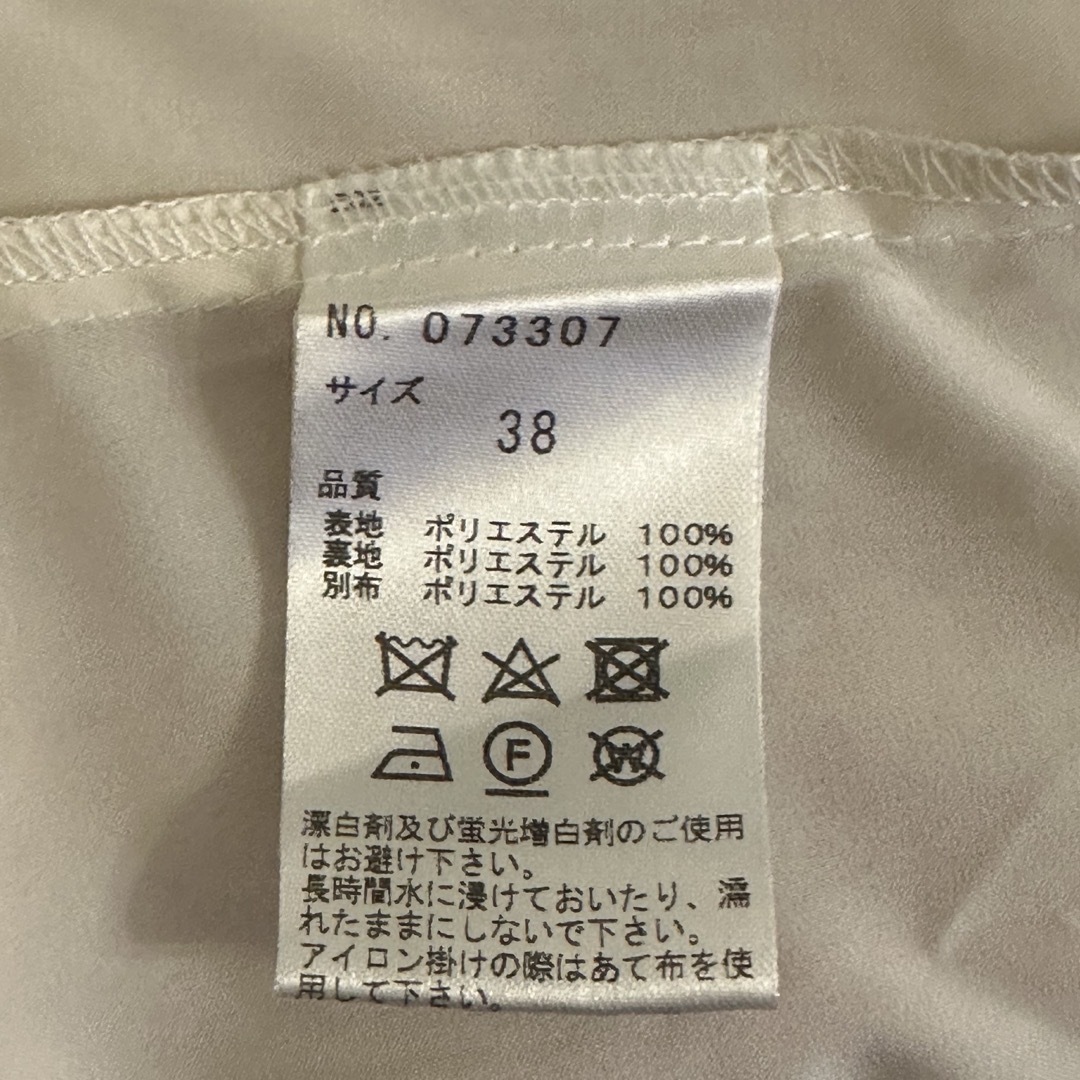 NO. 073307
サイズ
38
品質
表地 ポリエステル 100%
裏地 ポリエステル 100%
別布 ポリエステル 100%
F
W
漂白剤及び蛍光増白剤のご使用
はお避け下さい。
長時間水に浸けておいたり、濡
れたままにしないで下さい。
アイロン掛けの際はあて布を使
用して下さい。